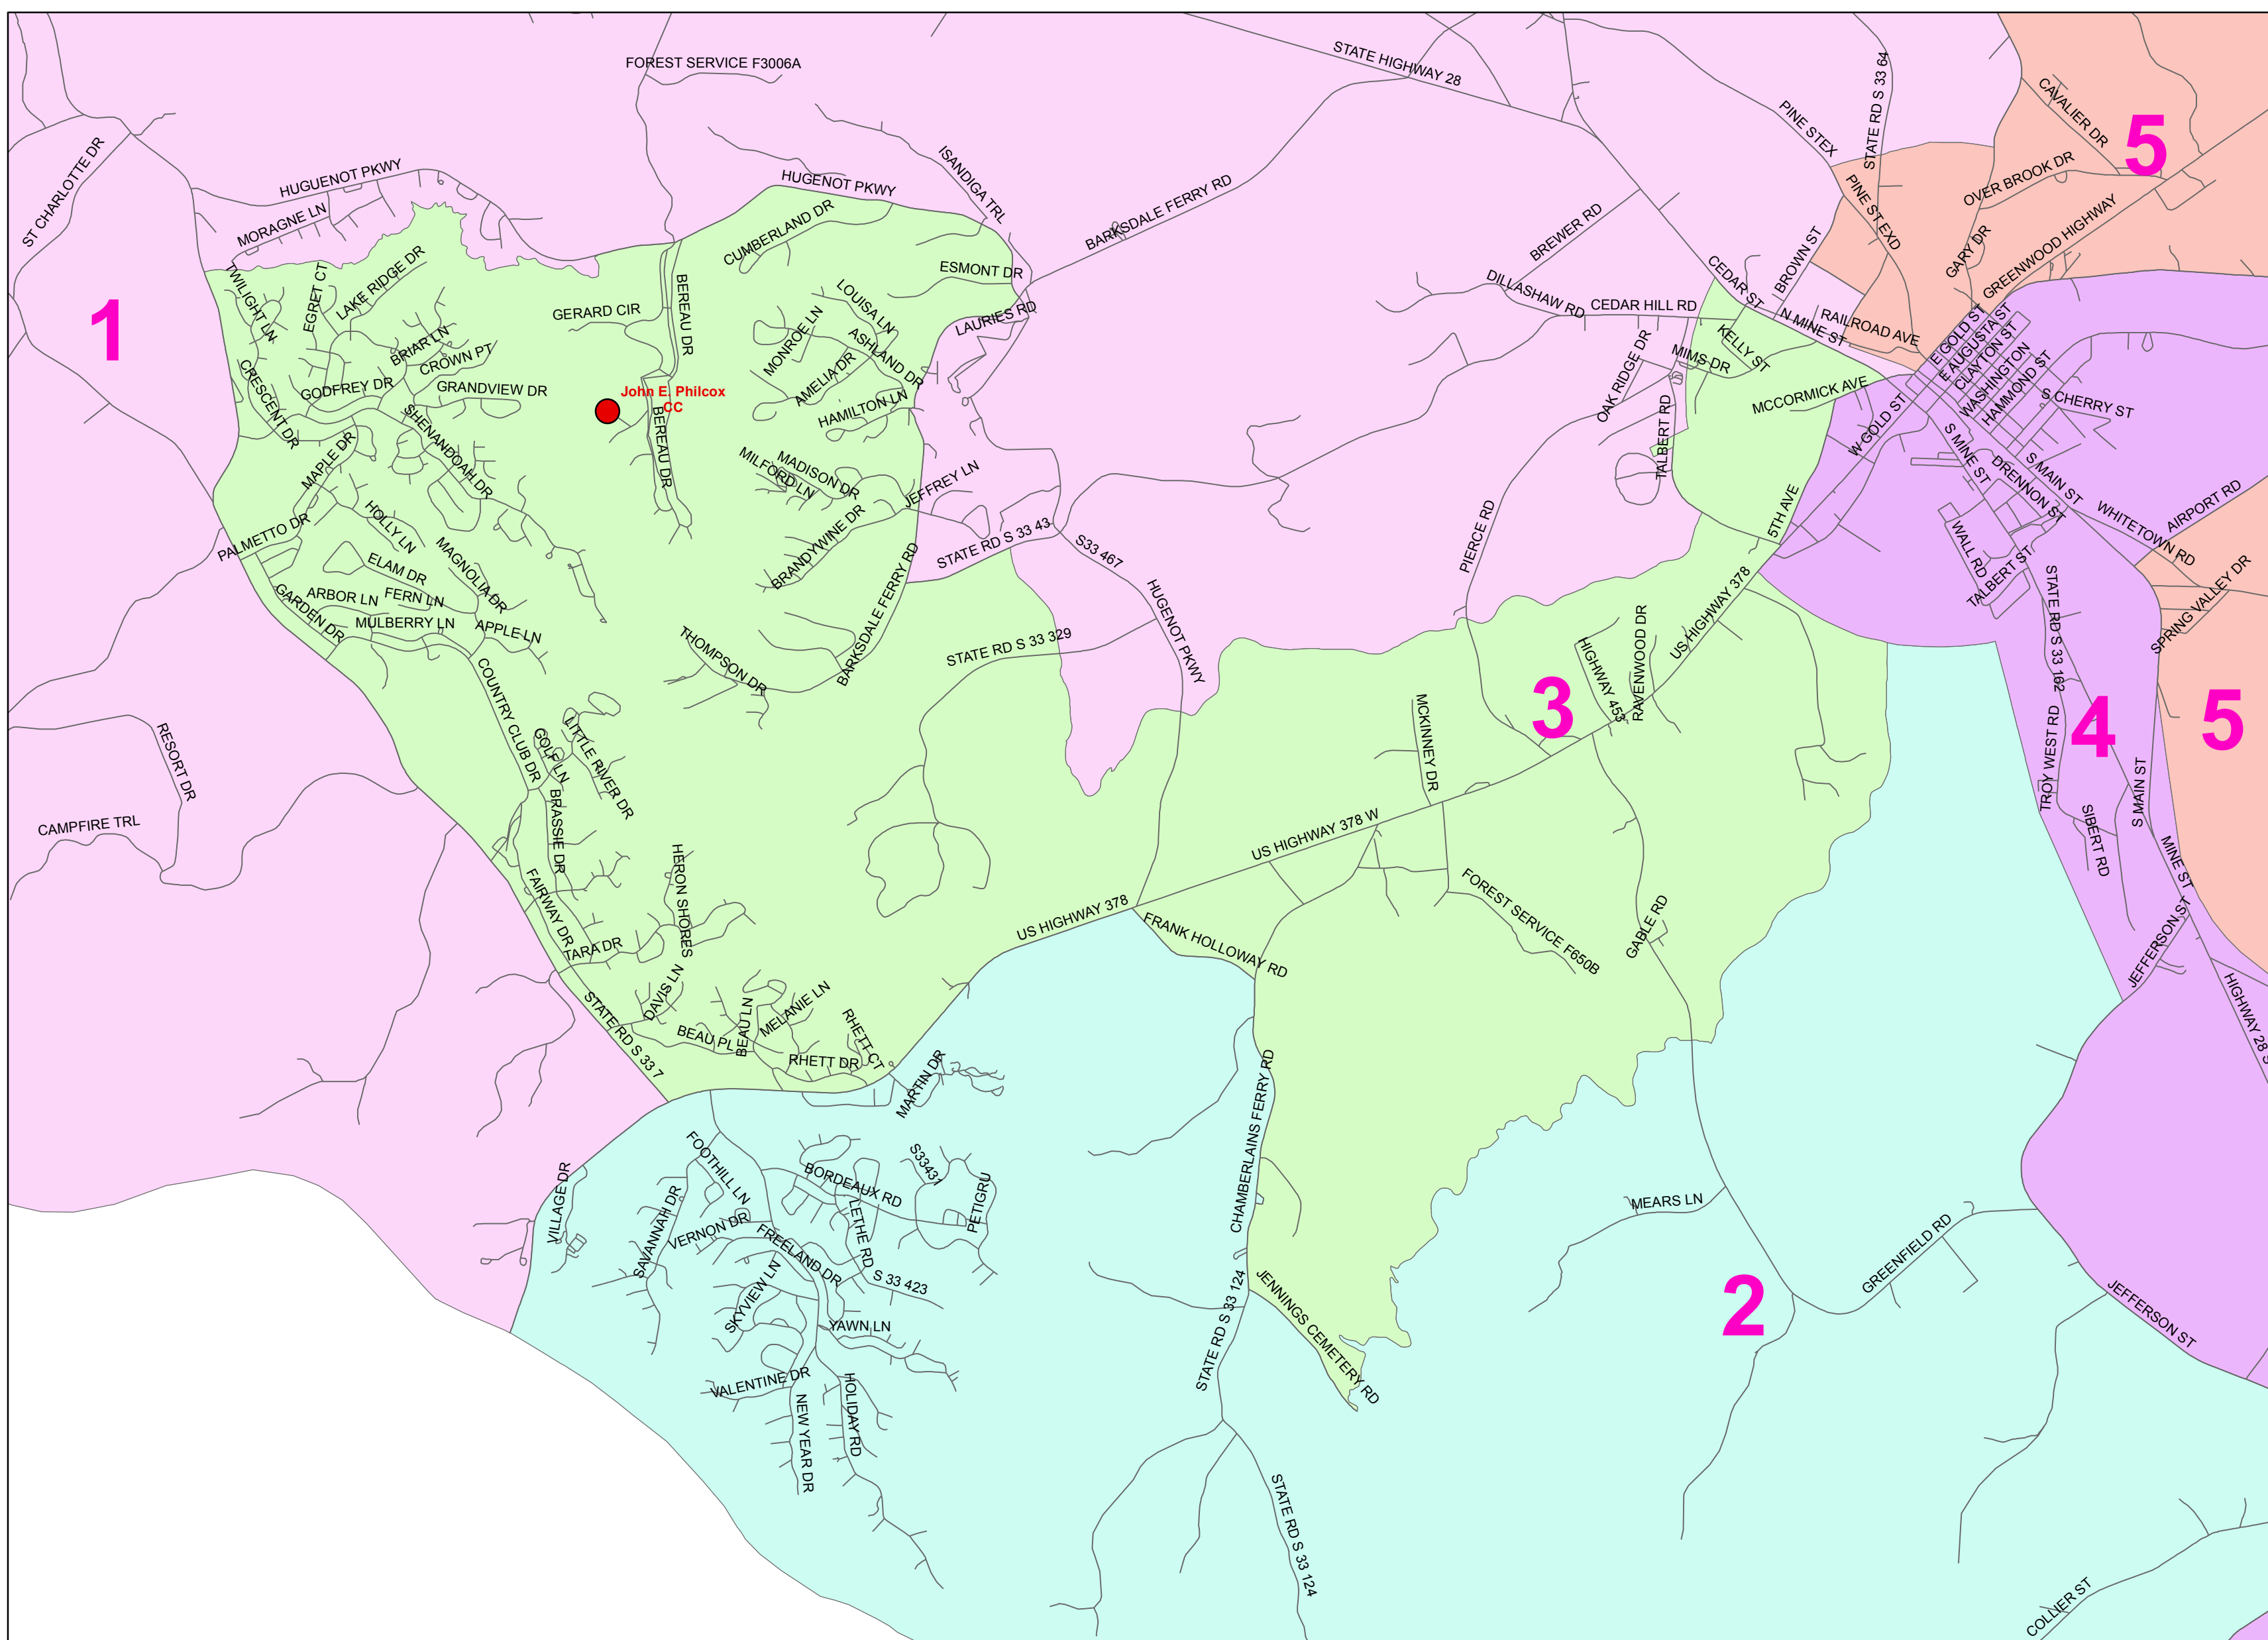 FOREST SERVICE F3006A
STATE HIGHWAY 28
STATE RD S 33 64
CAVALIER DR
5
PINE STEX
ST CHARLOTTE DR
HUGUENOT PKWY
HUGENOT PKWY
ISANDIGA TRL
BARKSDALE FERRY RD
OVER BROOK DR
MORAGNE LN
CUMBERLAND DR
BREWER RD
PINE ST EXD
GREENWOOD HIGHWAY
GARY DR
TWILIGHT LN
EGRET CT
LAKE RIDGE DR
ESMONT DR
BROWN ST
CEDAR ST
DILLASHAW RD
CEDAR HILL RD
1
GERARD CIR
BEREAU DR
LOUISA LN
MONROE LN
LAURIES RD
N MINE ST
RAILROAD AVE
E GOLD ST
E AUGUSTA ST
CLAYTON ST
WASHINGTON
HAMMOND ST
BRIAR LN
CROWN PT
ASHLAND DR
KELLY ST
MIMS DR
OAK RIDGE DR
CRESCENT DR
GODFREY DR
GRANDVIEW DR
John E. Philcox
CC
AMELIA DR
HAMILTON LN
MCCORMICK AVE
S CHERRY ST
SHENANDOAH DR
MAPLE DR
BEREAU DR
TALBERT RD
W GOLD ST
S MINE ST
DRENNON ST
S MAIN ST
MILFORD LN
MADISON DR
JEFFREY LN
WHITETOWN RD
AIRPORT RD
HOLLY LN
PALMETTO DR
BRANDYWINE DR
STATE RD S 33 43
S33 467
PIERCE RD
5TH AVE
WALL RD
TALBERT ST
MAGNOLIA DR
ELAM DR
ARBOR LN
FERN LN
GARDEN DR
MULBERRY LN
APPLE LN
BARKSDALE FERRY RD
HUGENOT PKWY
US HIGHWAY 378
STATE RD S 33 162
SPRING VALLEY DR
THOMPSON DR
STATE RD S 33 329
HIGHWAY 453
RAVENWOOD DR
3
4
5
COUNTRY CLUB DR
GOLF LN
LITTLE RIVER DR
MCKINNEY DR
TROY WEST RD
RESORT DR
CAMPFIRE TRL
BRASSIE DR
US HIGHWAY 378 W
S MAIN ST
SIBERT RD
MINE ST
HERON SHORES
FAIRWAY DR
TARA DR
US HIGHWAY 378
FRANK HOLLOWAY RD
FOREST SERVICE F650B
GABLE RD
JEFFERSON ST
HIGHWAY 28 S
STATE RD S 33 7
DAVIS LN
BEAU PL
BEAU LN
MELANIE LN
RHETT CT
RHETT DR
MARTIN DR
CHAMBERLAINS FERRY RD
VILLAGE DR
FOOTHILL LN
SAVANNAH DR
BORDEAUX RD
S33431
PETIGRU
VERNON DR
FREELAND DR
LETHE RD
MEARS LN
GREENFIELD RD
SKYVIEW LN
S 33 423
STATE RD S 33 124
JENNINGS CEMETERY RD
2
JEFFERSON ST
YAWN LN
VALENTINE DR
NEW YEAR DR
HOLIDAY RD
STATE RD S 33 124
COLLIER ST